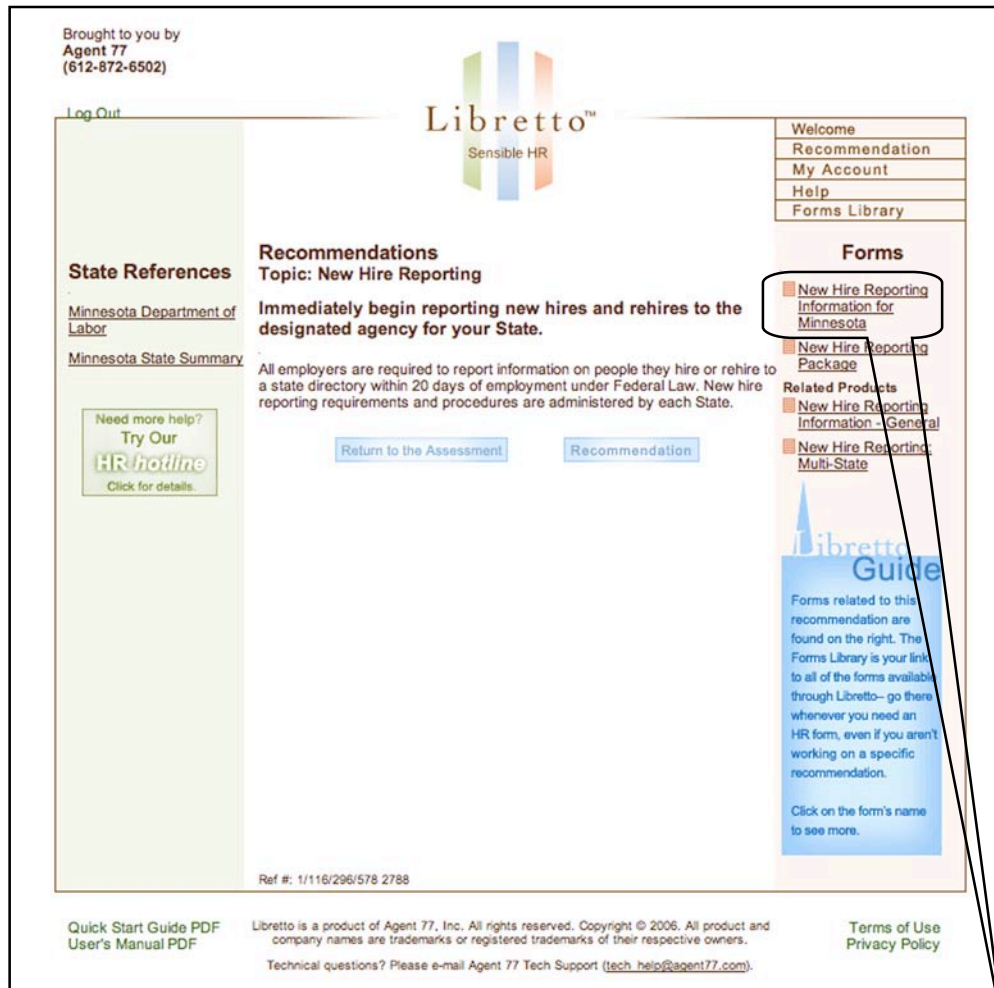 Brought to you by
Agent 77
(612-872-6502)
Log Out
Libretto™
Sensible HR
Welcome
Recommendation
My Account
Help
Forms Library
State References
Minnesota Department of
Labor
Minnesota State Summary
Need more help?
Try Our
HR hotline
Click for details.
Recommendations
Topic: New Hire Reporting
Immediately begin reporting new hires and rehires to the
designated agency for your State.
All employers are required to report information on people they hire or rehire to
a state directory within 20 days of employment under Federal Law. New hire
reporting requirements and procedures are administered by each State.
Return to the Assessment
Recommendation
Ref #: 1/116/296/578 2788
Forms
New Hire Reporting
Information for
Minnesota
New Hire Reporting
Package
Related Products
New Hire Reporting
Information - General
New Hire Reporting:
Multi-State
Libretto
Guide
Forms related to this
recommendation are
found on the right. The
Forms Library is your link
to all of the forms available
through Libretto– go there
whenever you need an
HR form, even if you aren't
working on a specific
recommendation.
Click on the form's name
to see more.
Quick Start Guide PDF
User's Manual PDF
Libretto is a product of Agent 77, Inc. All rights reserved. Copyright © 2006. All product and
company names are trademarks or registered trademarks of their respective owners.
Technical questions? Please e-mail Agent 77 Tech Support (tech_help@agent77.com).
Terms of Use
Privacy Policy